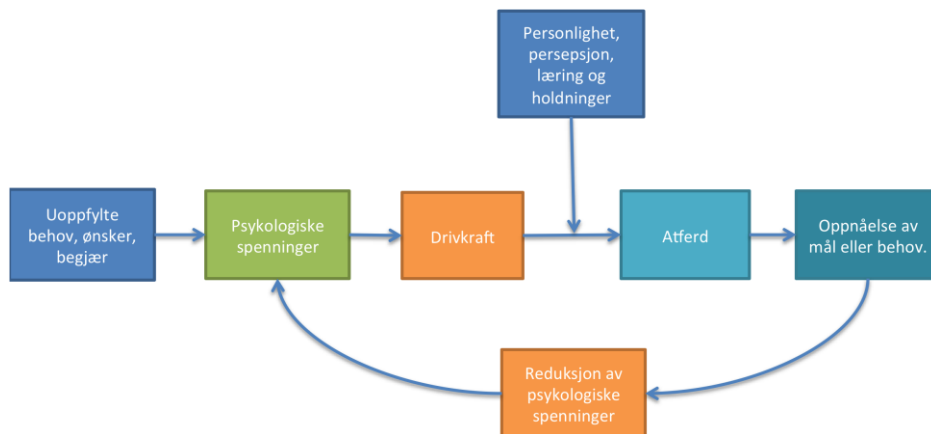 Personlighet,
persepsjon,
læring og
holdninger
Uoppfylte
behov, ønsker,
begjær
Psykologiske
spenninger
Drivkraft
Atferd
Oppnåelse av
mål eller behov.
Reduksjon av
psykologiske
spenninger